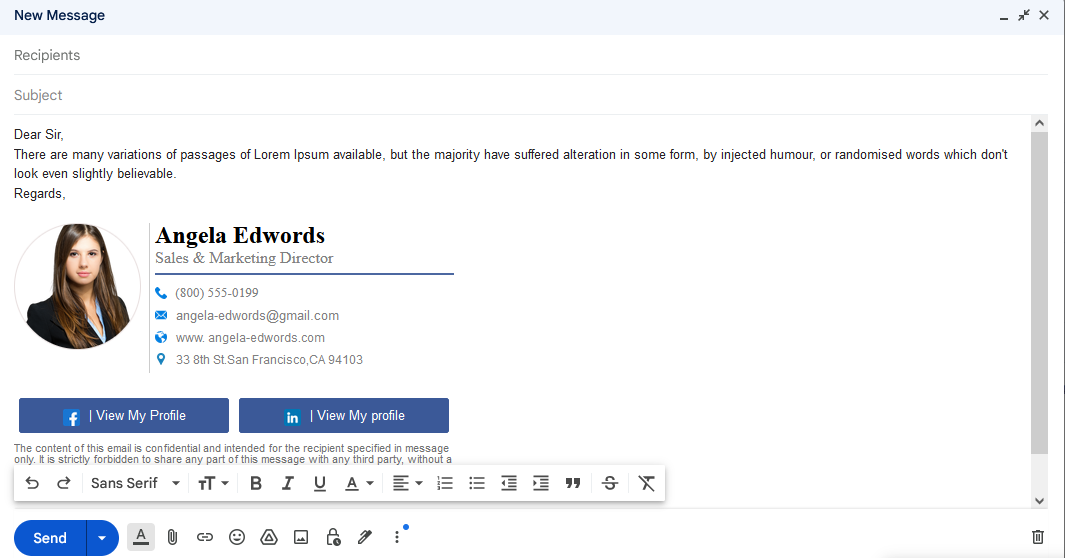 New Message
Recipients
Subject
Dear Sir,
There are many variations of passages of Lorem Ipsum available, but the majority have suffered alteration in some form, by injected humour, or randomised words which don't
look even slightly believable.
Regards,
Angela Edwords
Sales & Marketing Director
(800) 555-0199
angela-edwords@gmail.com
www. angela-edwords.com
33 8th St.San Francisco,CA 94103
f | View My Profile
in | View My profile
The content of this email is confidential and intended for the recipient specified in message
only. It is strictly forbidden to share any part of this message with any third party, without a
Sans Serif TT B I U A S
Send A